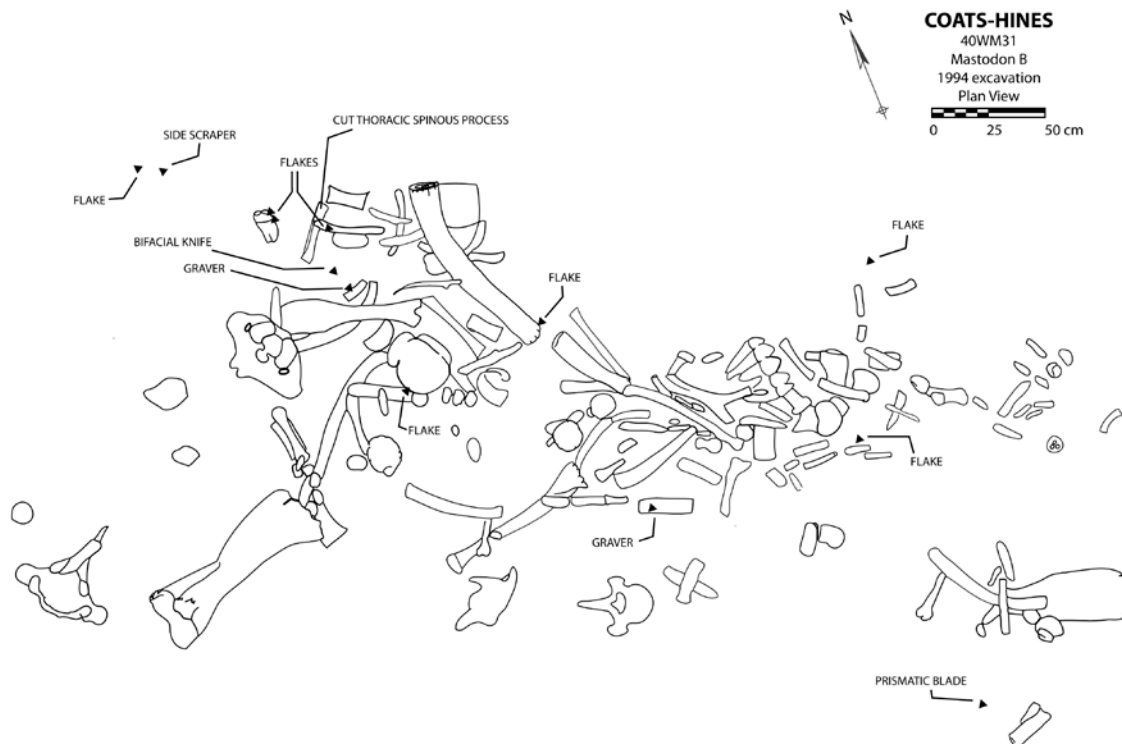 N
COATS-HINES
40WM31
Mastodon B
1994 excavation
Plan View
0 25 50 cm
CUT THORACIC SPINOUS PROCESS
SIDE SCRAPER
FLAKES
FLAKE
FLAKE
BIFACIAL KNIFE
GRAVER
FLAKE
FLAKE
FLAKE
GRAVER
PRISMATIC BLADE